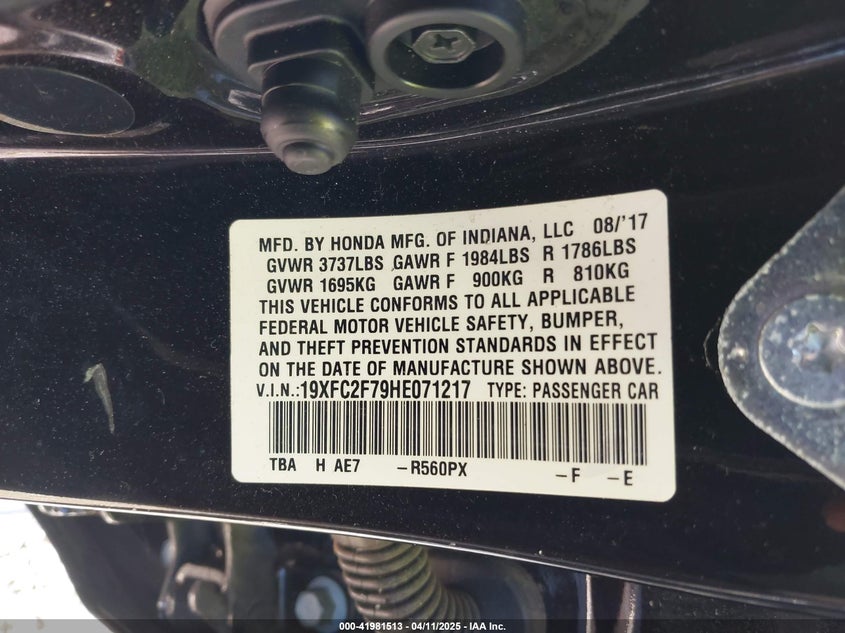 MFD. BY HONDA MFG. OF INDIANA, LLC 08/'17
GVWR 3737LBS GAWR F 1984LBS R 1786LBS
GVWR 1695KG GAWR F 900KG R 810KG
THIS VEHICLE CONFORMS TO ALL APPLICABLE
FEDERAL MOTOR VEHICLE SAFETY, BUMPER,
AND THEFT PREVENTION STANDARDS IN EFFECT
ON THE DATE OF MANUFACTURE SHOWN ABOVE.
V.I.N.:19XFC2F79HE071217 TYPE: PASSENGER CAR
TBA H AE7 -R560PX -F -E
000-41981513 - 04/11/2025 - IAA Inc.